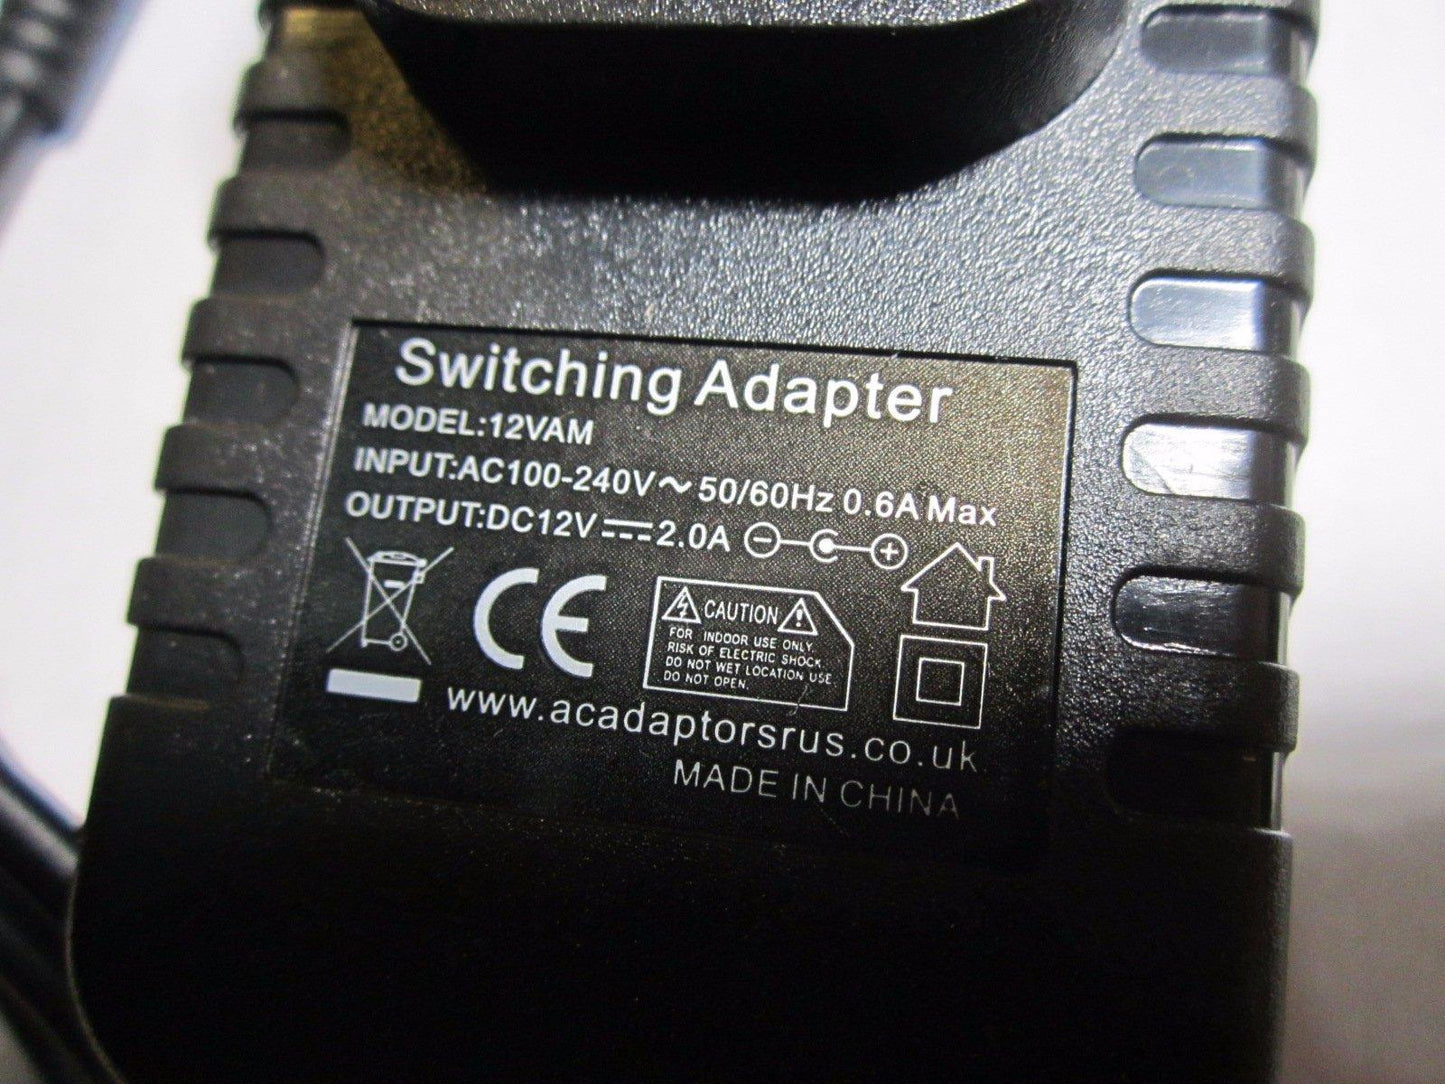 Switching Adapter
MODEL:12VAM
INPUT:AC100-240V~50/60Hz 0.6A Max
OUTPUT:DC12V⎓2.0A
CE
CAUTION
FOR INDOOR USE ONLY.
RISK OF ELECTRIC SHOCK.
DO NOT WET LOCATION USE
DO NOT OPEN.
www.acadaptorsrus.co.uk
MADE IN CHINA